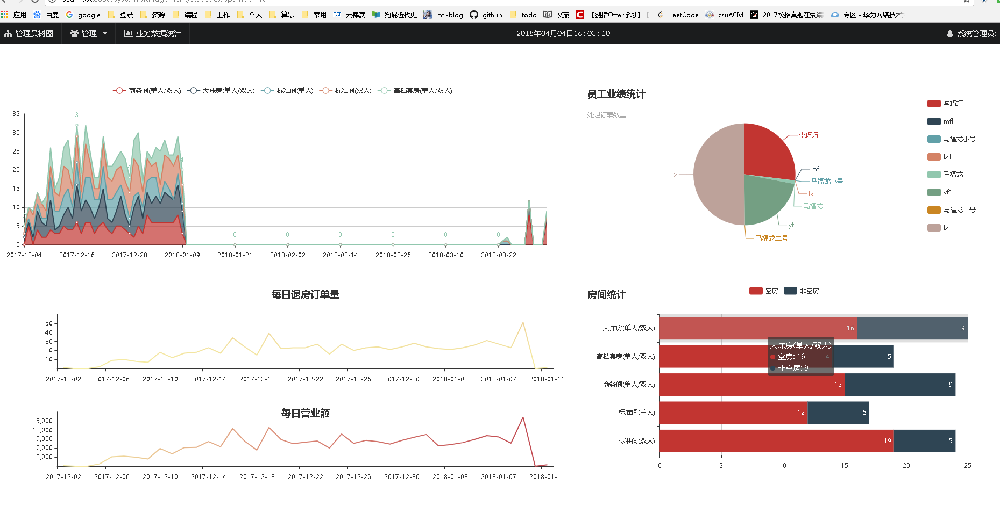 应用 百度 google 登录 资源 编程 工作 个人 算法 常用 PAT 天梯赛 狗屁近代史 mfl-blog github todo 收藏 【剑指Offer学习】 LeetCode csuACM 2017校招真题在线编 专区 - 华为网络技术
管理员树图 管理 业务数据统计 2018年04月04日16 : 03 : 10 系统管理员:
商务间(单人/双人) 大床房(单人/双人) 标准间(单人) 标准间(双人) 高档套房(单人/双人)
35
30
25
20
15
10
5
0
3
4
4
0 0 0 0 0 0
2017-12-04 2017-12-16 2017-12-28 2018-01-09 2018-01-21 2018-02-02 2018-02-14 2018-02-26 2018-03-10 2018-03-22
员工业绩统计
处理订单数量
李巧巧
mfl
马福龙小号
lx1
马福龙
yf1
马福龙二号
lx
李巧巧
mfl
马福龙小号
lx1
马福龙
yf1
马福龙二号
lx
每日退房订单量
50
40
30
20
10
2017-12-02 2017-12-06 2017-12-10 2017-12-14 2017-12-18 2017-12-22 2017-12-26 2017-12-30 2018-01-03 2018-01-07 2018-01-11
每日营业额
15,000
12,000
9,000
6,000
3,000
2017-12-02 2017-12-06 2017-12-10 2017-12-14 2017-12-18 2017-12-22 2017-12-26 2017-12-30 2018-01-03 2018-01-07 2018-01-11
房间统计
空房 非空房
大床房(单人/双人) 16 9
高档套房(单人/双人) 14 5
商务间(单人/双人) 15 9
标准间(单人) 12 5
标准间(双人) 19 5
0 5 10 15 20 25
大床房(单人/双人)
空房: 16
非空房: 9